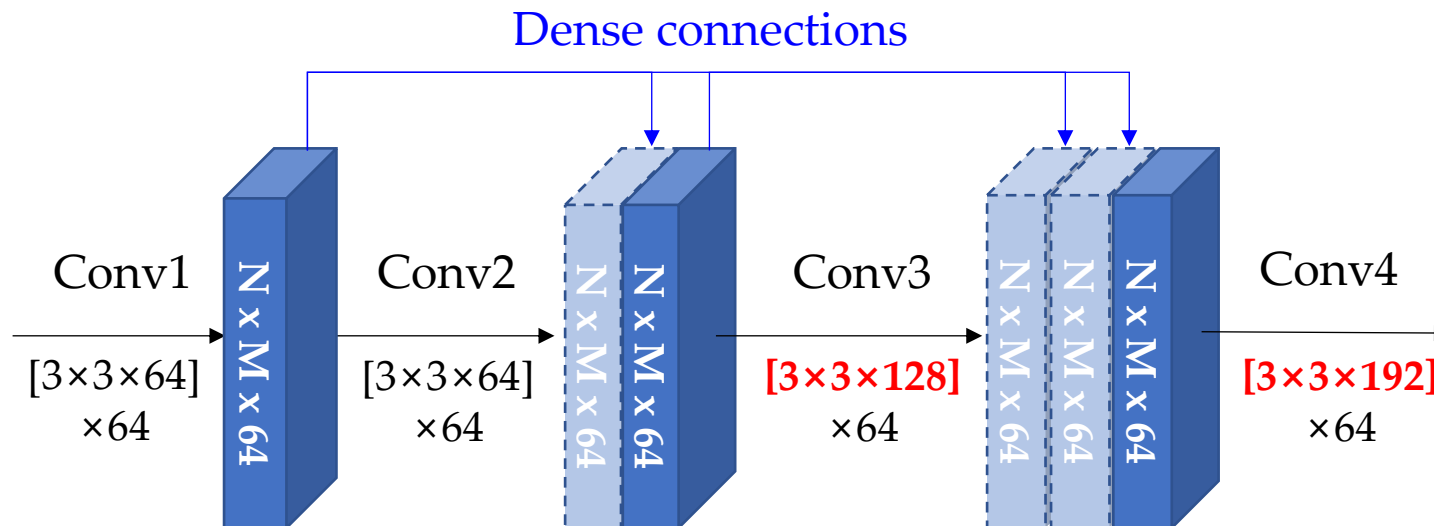 Dense connections
Conv1
[3×3×64]
×64
N x M x 64
Conv2
[3×3×64]
×64
N x M x 64
N x M x 64
Conv3
[3×3×128]
×64
N x M x 64
N x M x 64
N x M x 64
Conv4
[3×3×192]
×64